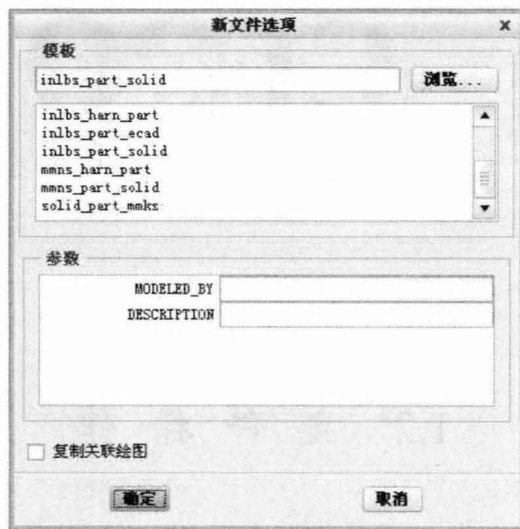 新文件选项 x
模板
inlbs_part_solid 浏览...
inlbs_harn_part
inlbs_part_ecad
inlbs_part_solid
mmns_harn_part
mmns_part_solid
solid_part_mmks
参数
MODELED_BY
DESCRIPTION
复制关联绘图
确定 取消